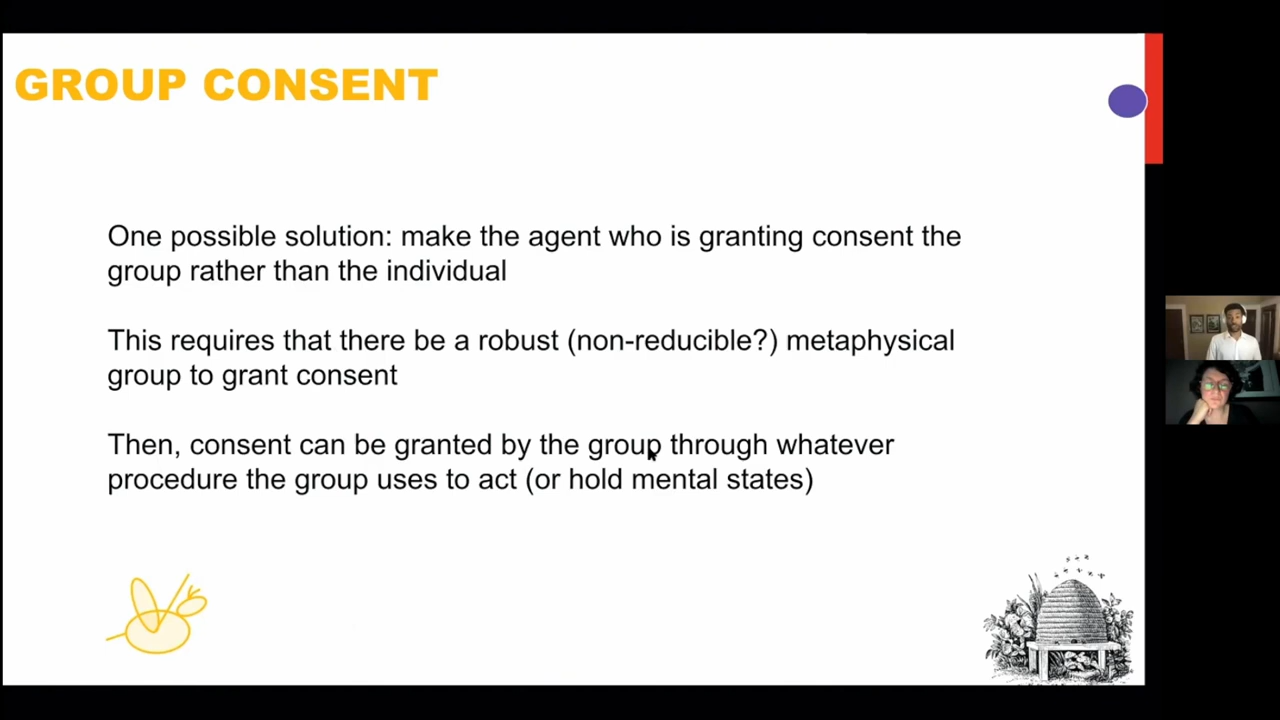 GROUP CONSENT
One possible solution: make the agent who is granting consent the
group rather than the individual
This requires that there be a robust (non-reducible?) metaphysical
group to grant consent
Then, consent can be granted by the group through whatever
procedure the group uses to act (or hold mental states)